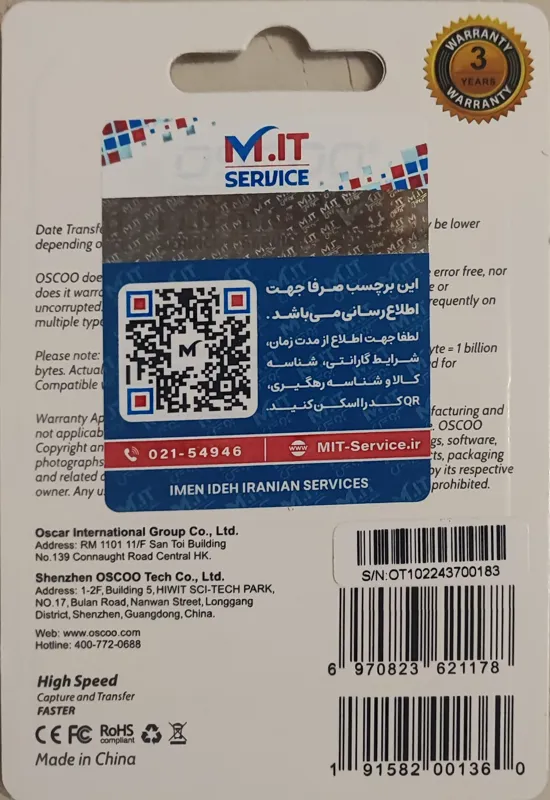 WARRANTY
3
YEARS
WARRANTY
M.IT
SERVICE
Date Transfe
y be lower
depending o
OSCOO doe
error free, nor
does it warra
e or
uncorrupted
requently on
multiple type
این برچسب صرفا جهت
اطلاع رسانی می‌باشد.
لطفا جهت اطلاع از مدت زمان،
شرایط گارانتی، شناسه
کالا و شناسه رهگیری،
QR کد را اسکن کنید.
Please note:
yte = 1 billion
bytes. Actual
ed for
Compatible
Warranty Ap
facturing and
not applicab
OSCOO
Copyright an
gs, software,
photographs
ts, packaging
and related
by its respective
owner. Any u
prohibited.
021-54946
MIT-Service.ir
IMEN IDEH IRANIAN SERVICES
Oscar International Group Co., Ltd.
Address: RM 1101 11/F San Toi Building
No.139 Connaught Road Central HK.
Shenzhen OSCOO Tech Co., Ltd.
Address: 1-2F, Building 5, HIWIT SCI-TECH PARK,
NO.17, Bulan Road, Nanwan Street, Longgang
District, Shenzhen, Guangdong, China.
Web: www.oscoo.com
Hotline: 400-772-0688
S/N:OT102243700183
6 970823 621178
High Speed
Capture and Transfer
FASTER
CE FC RoHS
compliant
Made in China
1 91582 00136 0